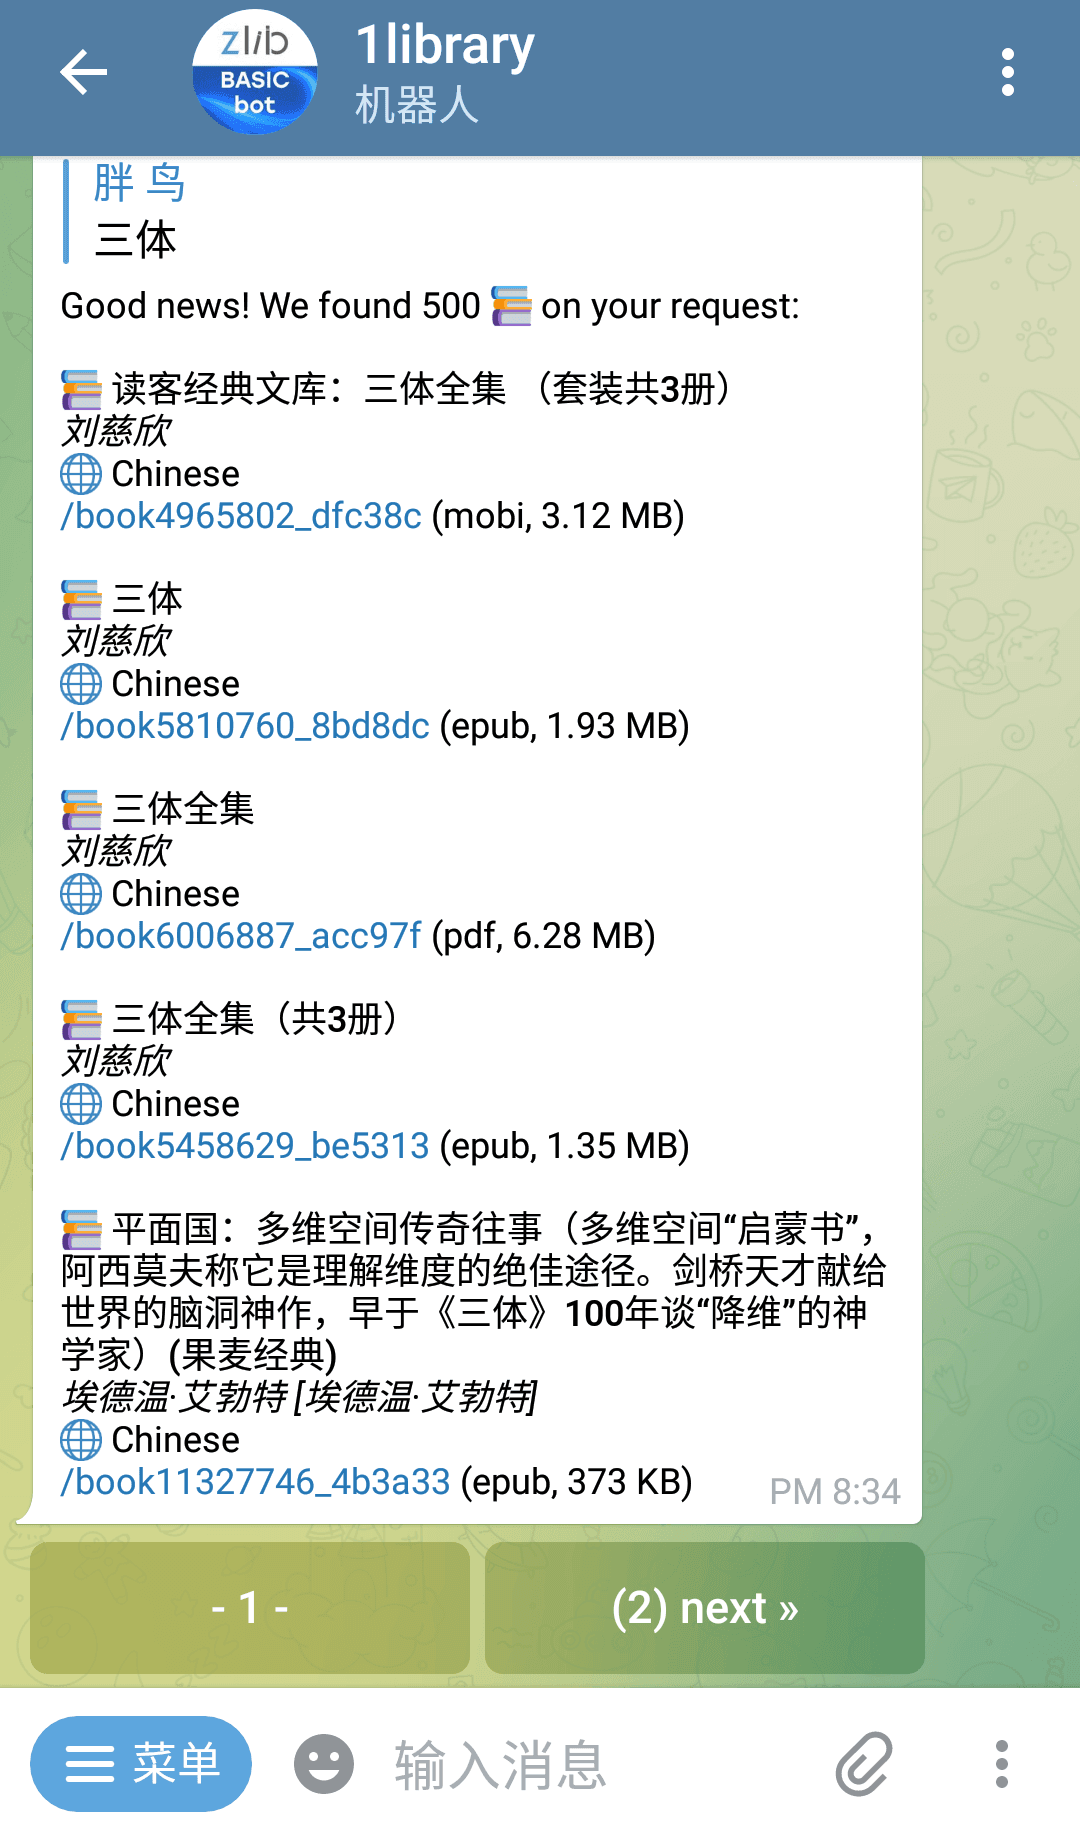 zlib
BASIC
bot
1library
机器人
胖 鸟
三体
Good news! We found 500 📚 on your request:
📚 读客经典文库：三体全集 （套装共3册）
刘慈欣
🌐 Chinese
/book4965802_dfc38c (mobi, 3.12 MB)
📚 三体
刘慈欣
🌐 Chinese
/book5810760_8bd8dc (epub, 1.93 MB)
📚 三体全集
刘慈欣
🌐 Chinese
/book6006887_acc97f (pdf, 6.28 MB)
📚 三体全集（共3册）
刘慈欣
🌐 Chinese
/book5458629_be5313 (epub, 1.35 MB)
📚 平面国：多维空间传奇往事（多维空间“启蒙书”，
阿西莫夫称它是理解维度的绝佳途径。剑桥天才献给
世界的脑洞神作，早于《三体》100年谈“降维”的神
学家）(果麦经典)
埃德温·艾勃特 [埃德温·艾勃特]
🌐 Chinese
/book11327746_4b3a33 (epub, 373 KB)
PM 8:34
- 1 -
(2) next »
菜单
输入消息